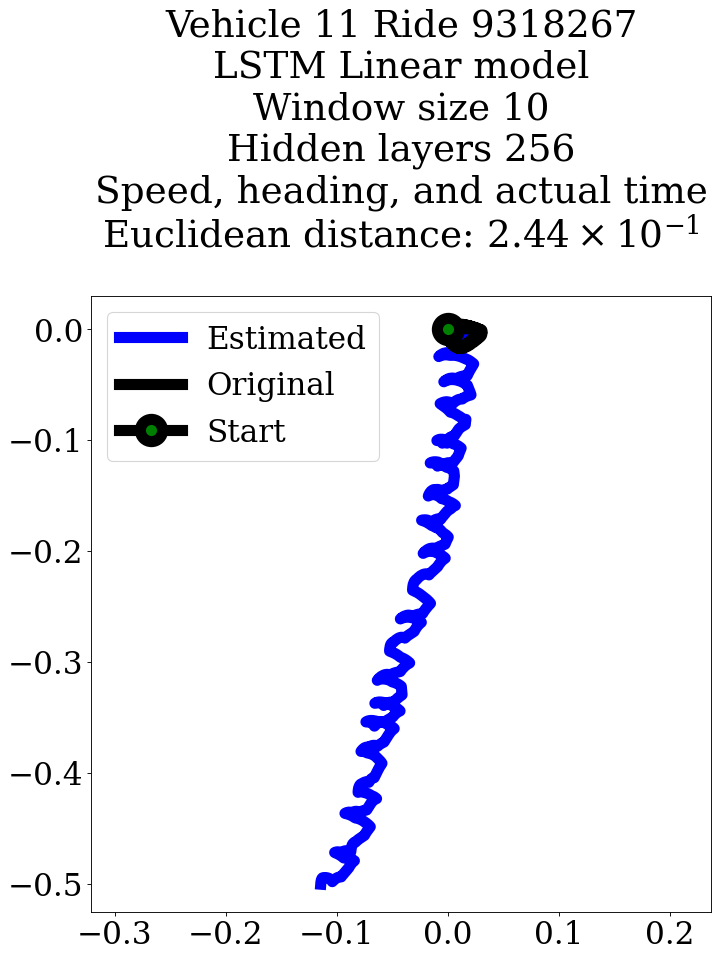 Vehicle 11 Ride 9318267
LSTM Linear model
Window size 10
Hidden layers 256
Speed, heading, and actual time
Euclidean distance: 2.44 × 10⁻¹
Estimated
Original
Start
0.0
−0.1
−0.2
−0.3
−0.4
−0.5
−0.3 −0.2 −0.1 0.0 0.1 0.2